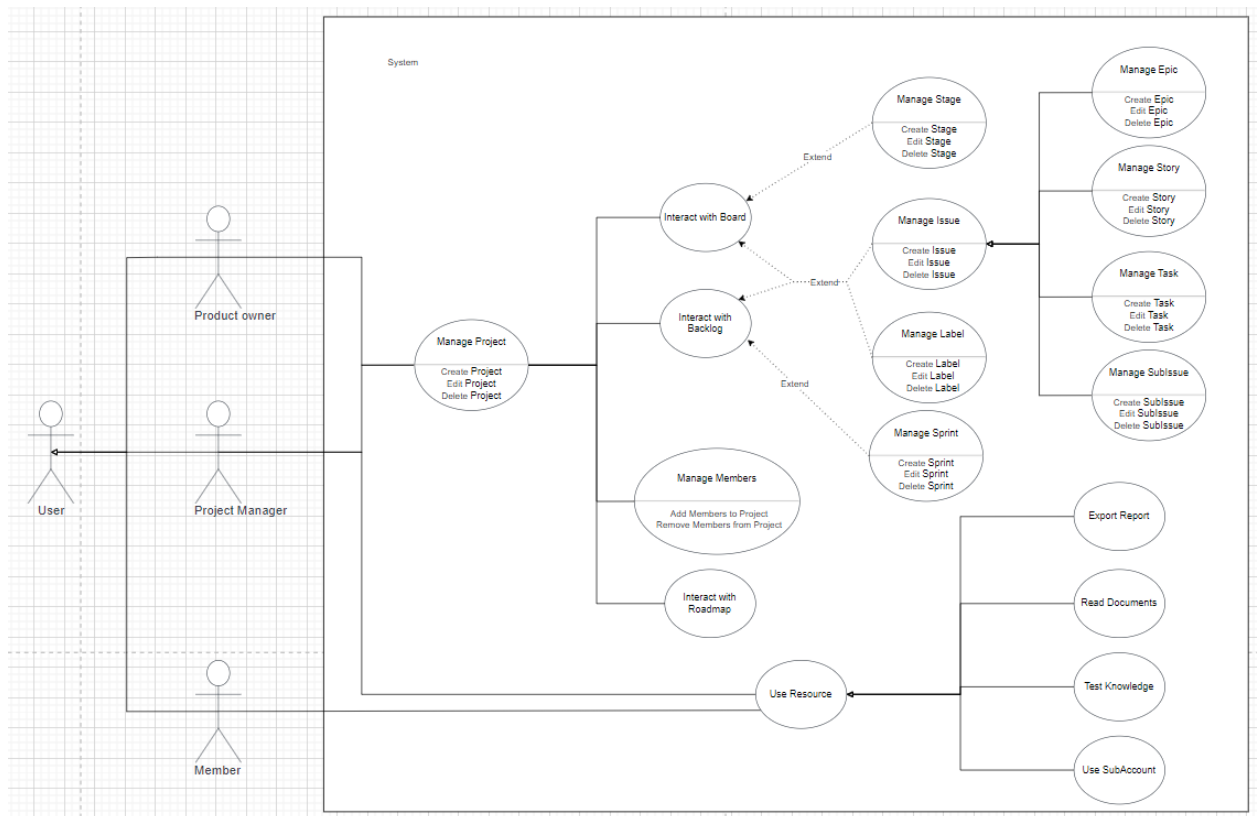 System
Manage Epic
Create Epic
Edit Epic
Delete Epic
Manage Stage
Create Stage
Edit Stage
Delete Stage
Extend
Manage Story
Create Story
Edit Story
Delete Story
Interact with Board
Manage Issue
Create Issue
Edit Issue
Delete Issue
Extend
Product owner
Manage Task
Create Task
Edit Task
Delete Task
Interact with
Backlog
Manage Label
Create Label
Edit Label
Delete Label
Manage Project
Create Project
Edit Project
Delete Project
Extend
Manage SubIssue
Create SubIssue
Edit SubIssue
Delete SubIssue
Manage Sprint
Create Sprint
Edit Sprint
Delete Sprint
User
Project Manager
Manage Members
Add Members to Project
Remove Members from Project
Export Report
Interact with
Roadmap
Read Documents
Use Resource
Test Knowledge
Member
Use SubAccount